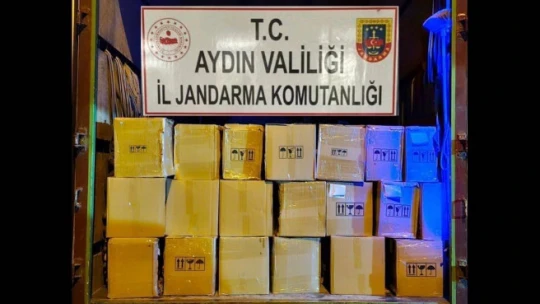 T.C.
AYDIN VALİLİĞİ
İL JANDARMA KOMUTANLIĞI